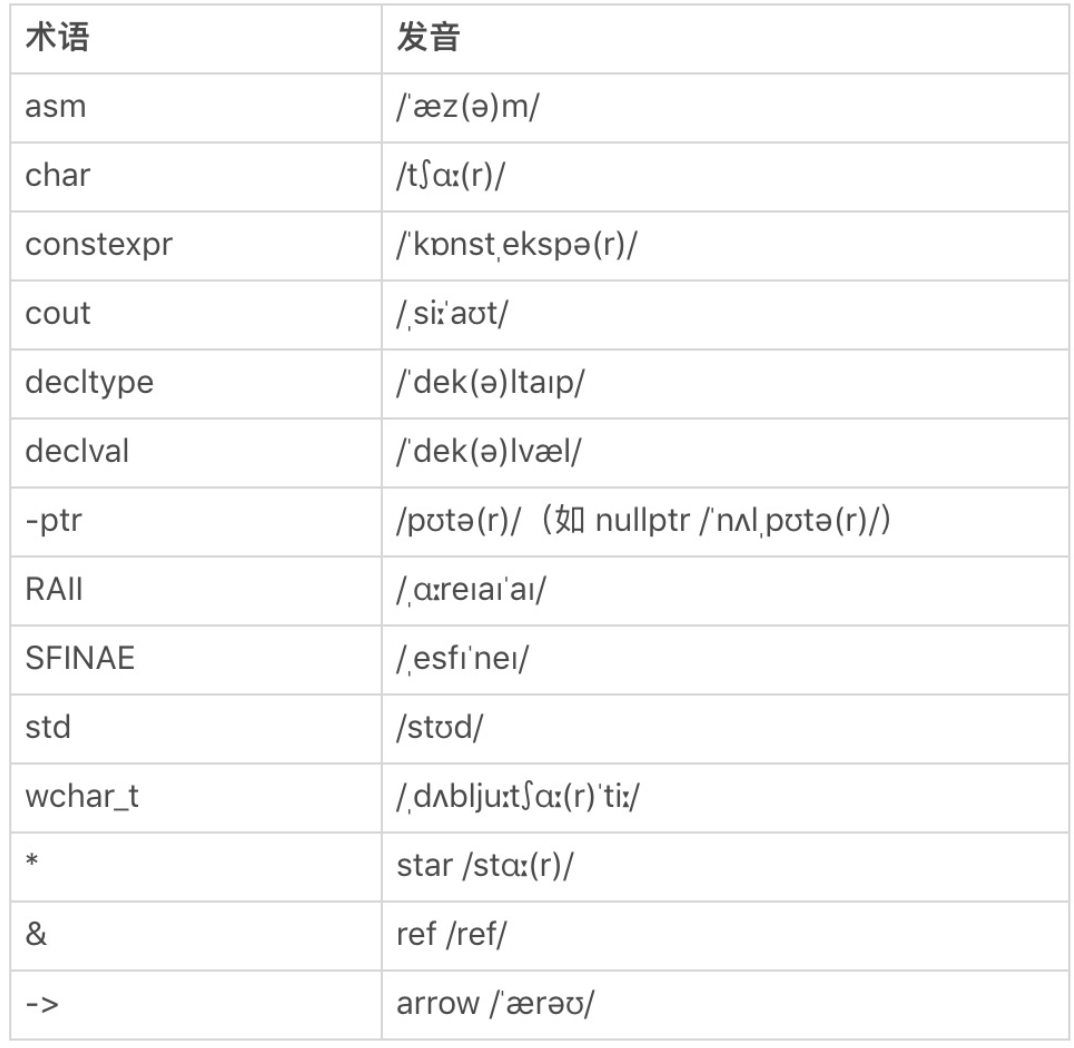 术语 发音
asm /ˈæz(ə)m/
char /tʃɑː(r)/
constexpr /ˈkɒnstˌekspə(r)/
cout /ˌsiːˈaʊt/
decltype /ˈdek(ə)ltaɪp/
declval /ˈdek(ə)lvæl/
-ptr /pʊtə(r)/（如 nullptr /ˈnʌlˌpʊtə(r)/）
RAII /ˌɑːreɪaɪˈaɪ/
SFINAE /ˌesfɪˈneɪ/
std /stʊd/
wchar_t /ˌdʌbljuːtʃɑː(r)ˈtiː/
* star /stɑː(r)/
& ref /ref/
-> arrow /ˈærəʊ/